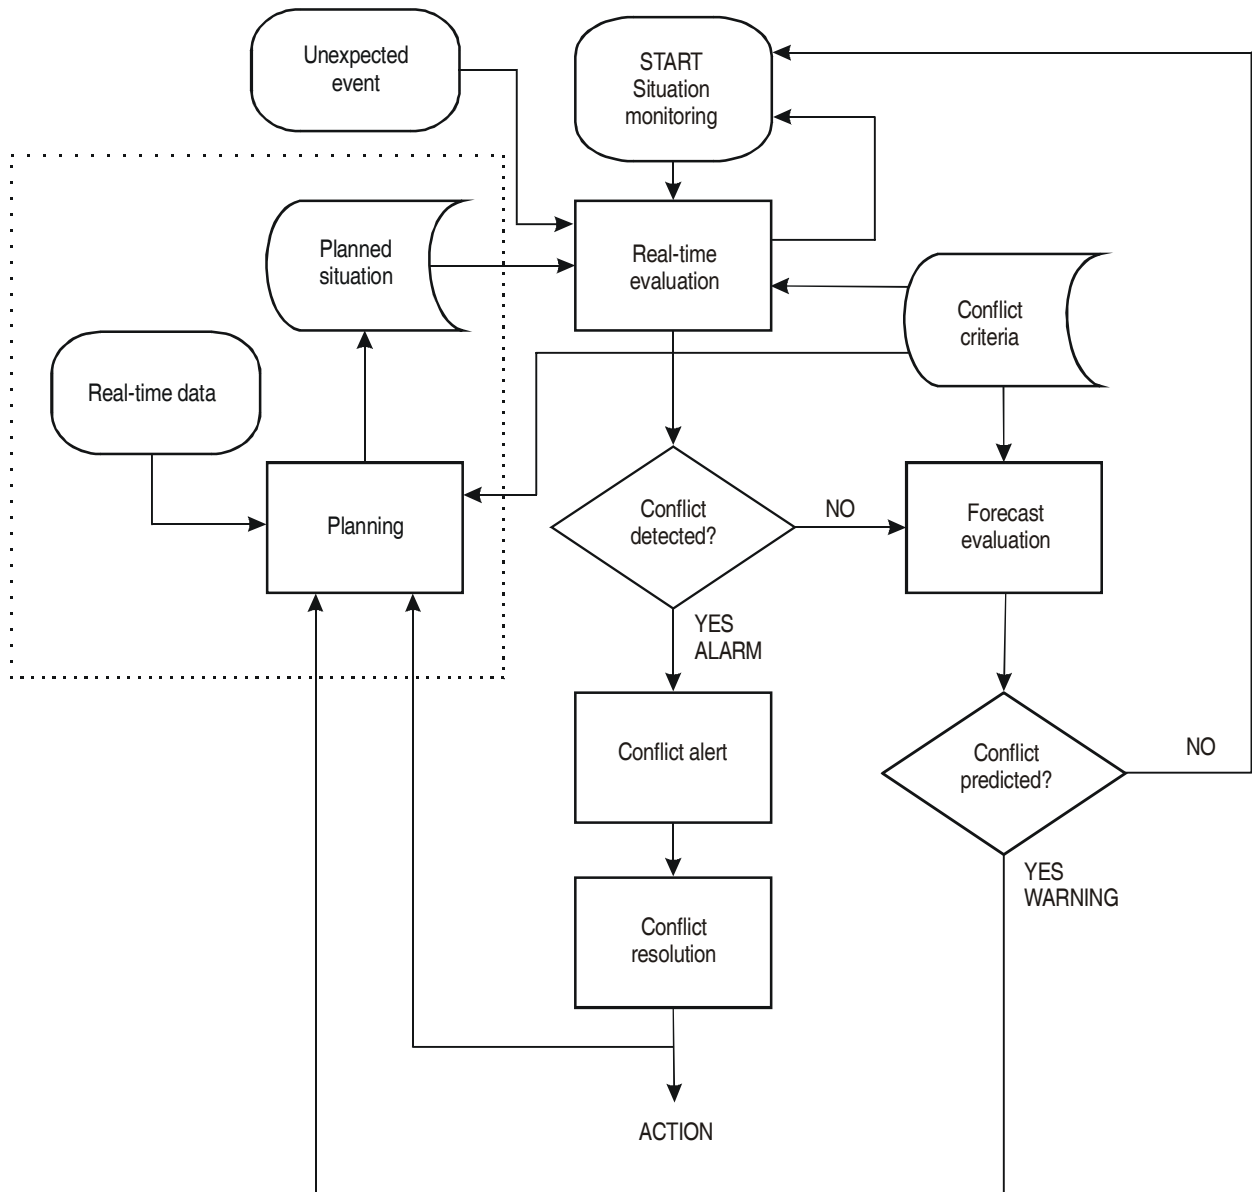 Unexpected
event
START
Situation
monitoring
Planned
situation
Real-time
evaluation
Conflict
criteria
Real-time data
Planning
Conflict
detected?
NO
Forecast
evaluation
YES
ALARM
Conflict alert
Conflict
predicted?
NO
YES
WARNING
Conflict
resolution
ACTION